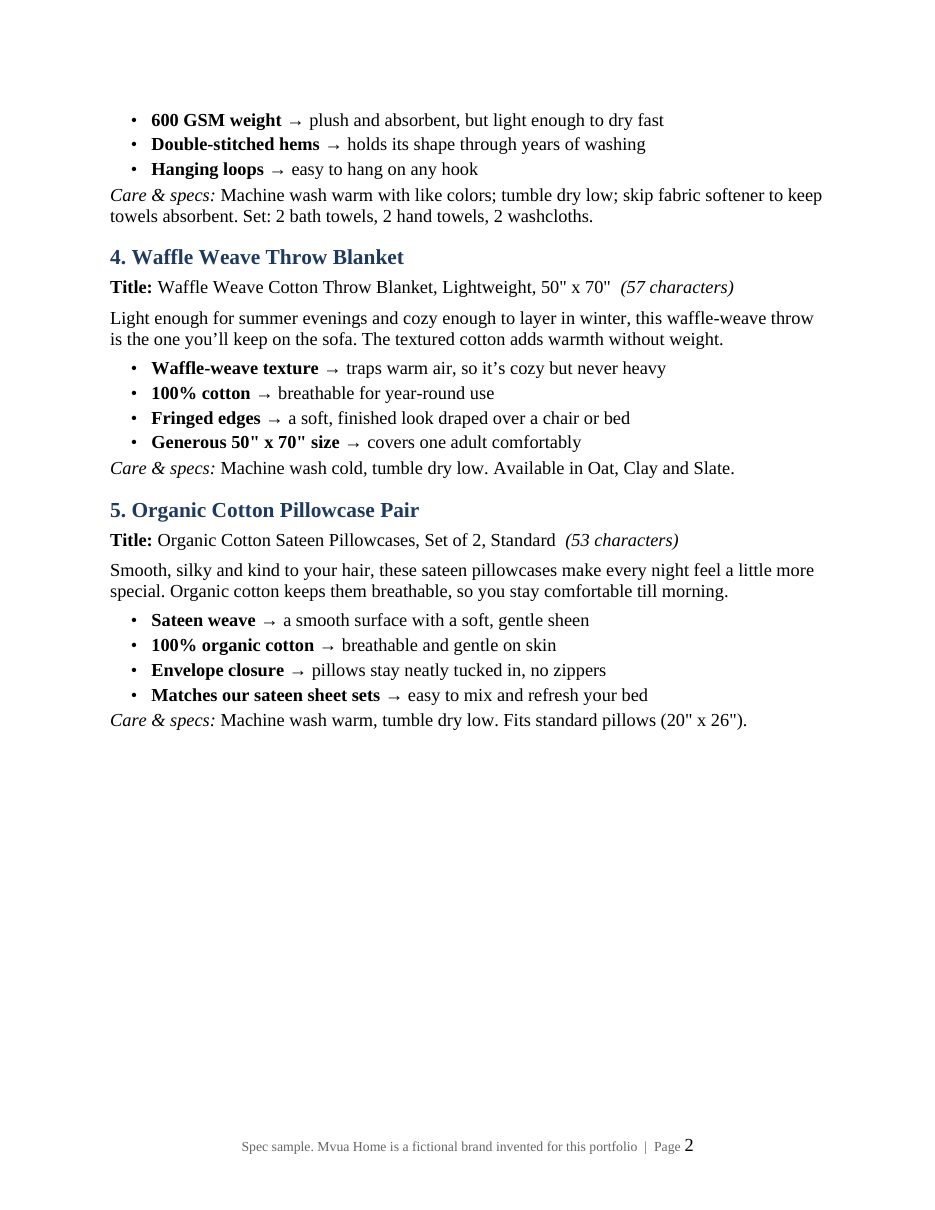 • 600 GSM weight → plush and absorbent, but light enough to dry fast
• Double-stitched hems → holds its shape through years of washing
• Hanging loops → easy to hang on any hook
Care & specs: Machine wash warm with like colors; tumble dry low; skip fabric softener to keep
towels absorbent. Set: 2 bath towels, 2 hand towels, 2 washcloths.
4. Waffle Weave Throw Blanket
Title: Waffle Weave Cotton Throw Blanket, Lightweight, 50" x 70" (57 characters)
Light enough for summer evenings and cozy enough to layer in winter, this waffle-weave throw
is the one you’ll keep on the sofa. The textured cotton adds warmth without weight.
• Waffle-weave texture → traps warm air, so it’s cozy but never heavy
• 100% cotton → breathable for year-round use
• Fringed edges → a soft, finished look draped over a chair or bed
• Generous 50" x 70" size → covers one adult comfortably
Care & specs: Machine wash cold, tumble dry low. Available in Oat, Clay and Slate.
5. Organic Cotton Pillowcase Pair
Title: Organic Cotton Sateen Pillowcases, Set of 2, Standard (53 characters)
Smooth, silky and kind to your hair, these sateen pillowcases make every night feel a little more
special. Organic cotton keeps them breathable, so you stay comfortable till morning.
• Sateen weave → a smooth surface with a soft, gentle sheen
• 100% organic cotton → breathable and gentle on skin
• Envelope closure → pillows stay neatly tucked in, no zippers
• Matches our sateen sheet sets → easy to mix and refresh your bed
Care & specs: Machine wash warm, tumble dry low. Fits standard pillows (20" x 26").
Spec sample. Mvua Home is a fictional brand invented for this portfolio | Page 2